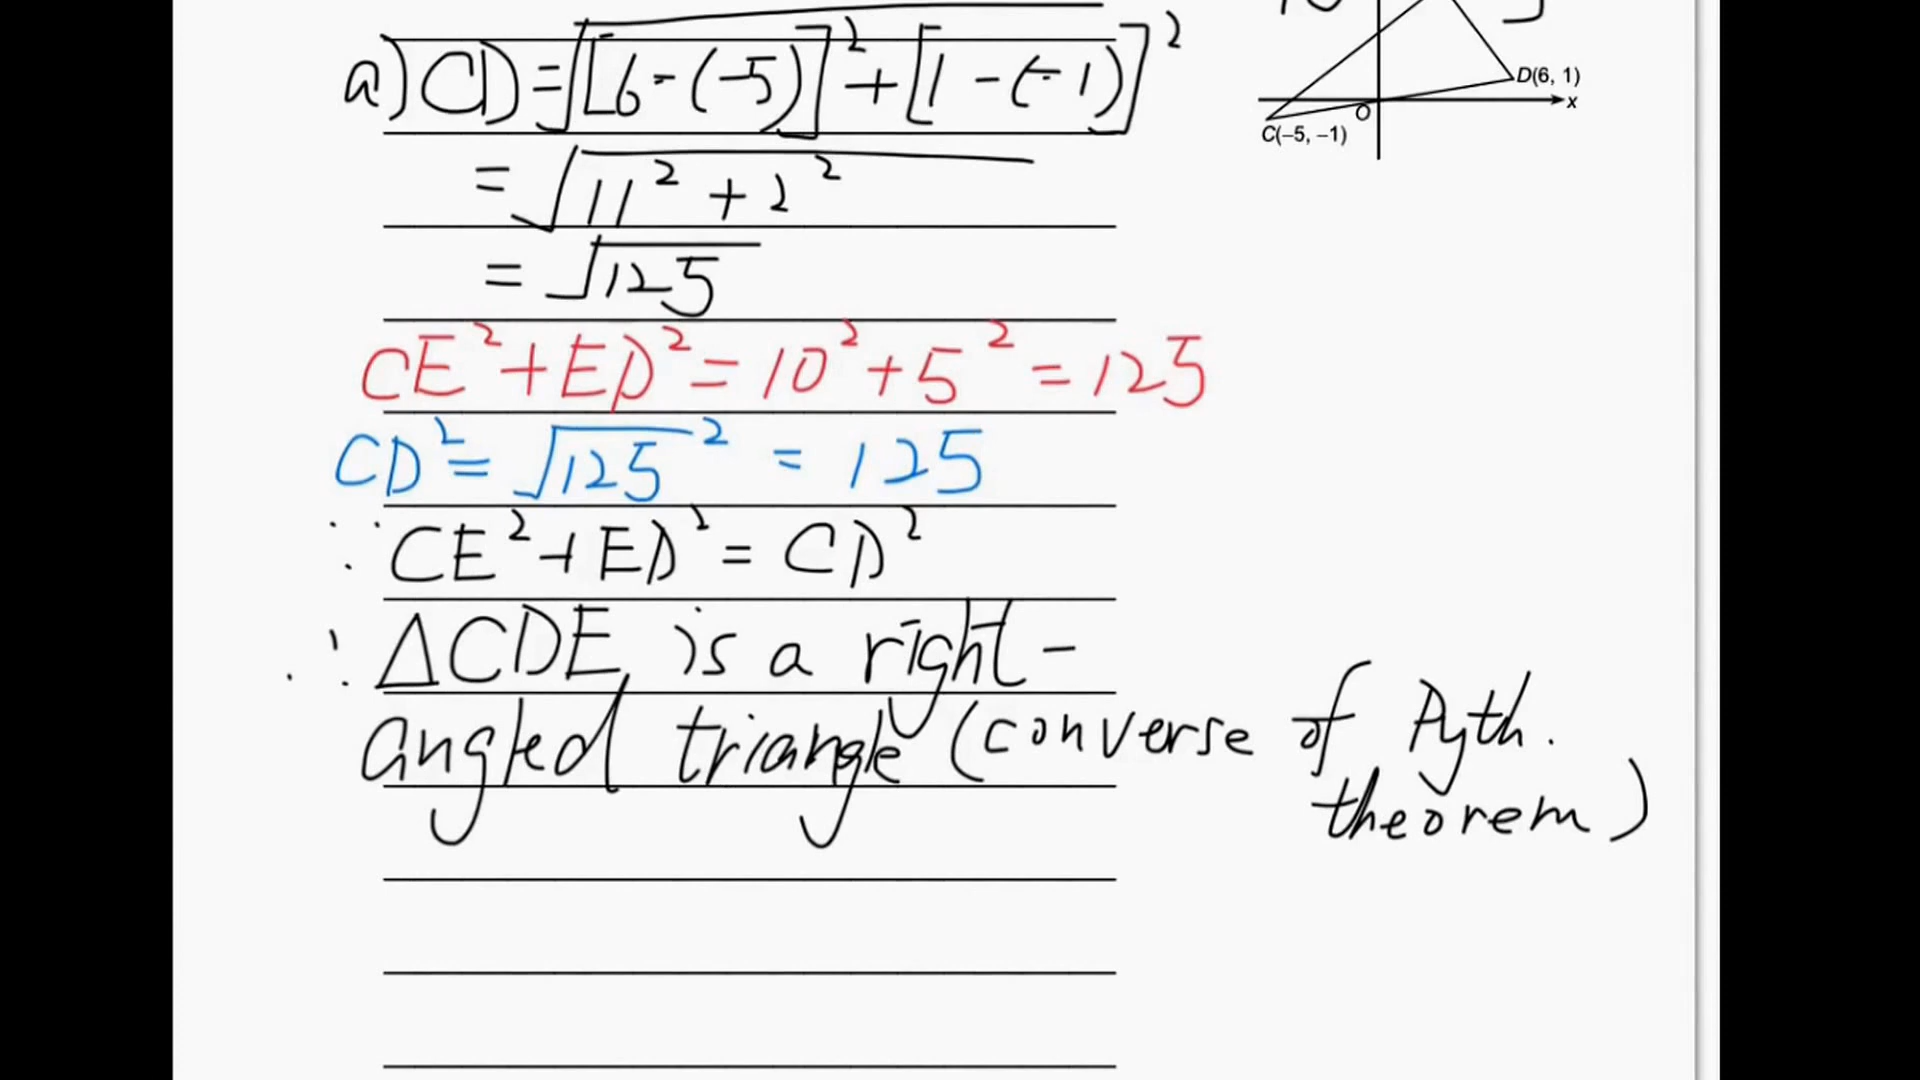 a) CD = √[6-(-5)]²+[1-(-1)]²
= √11²+2²
= √125
CE²+ED² = 10²+5² = 125
CD² = √125² = 125
∵ CE²+ED² = CD²
∴ ΔCDE is a right-
angled triangle (converse of Pyth.
theorem)
D(6, 1)
x
O
C(–5, –1)